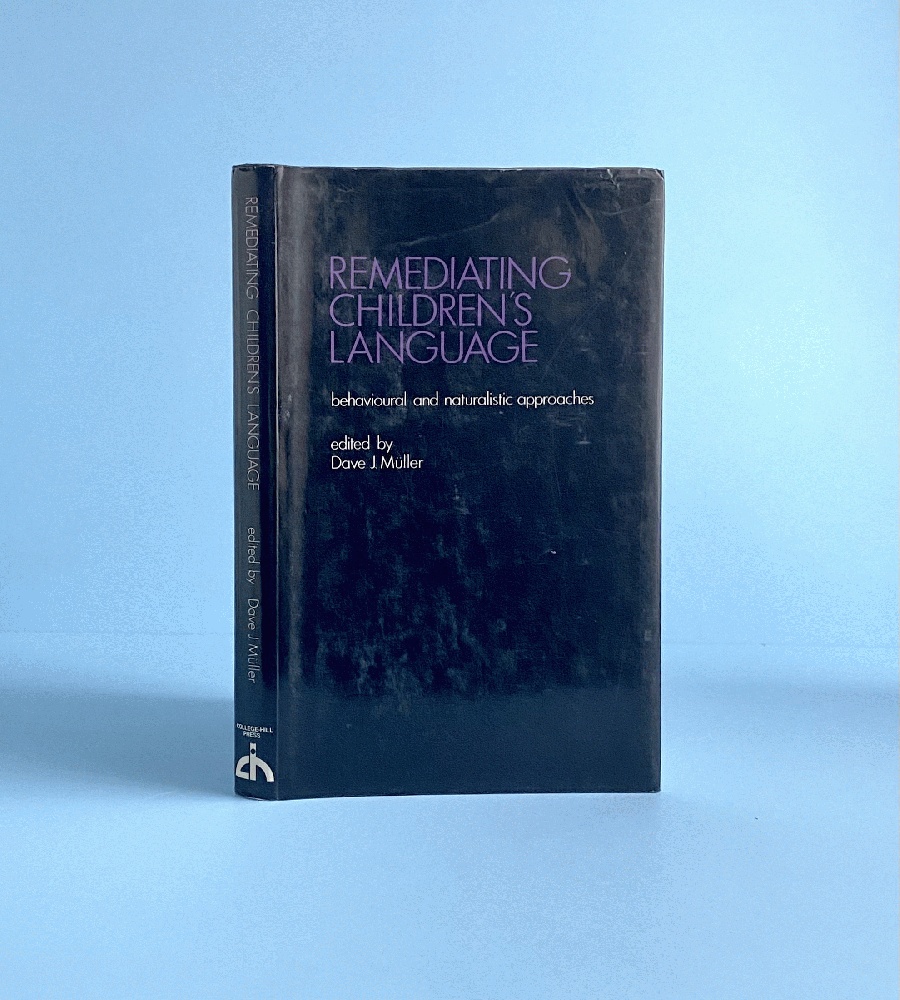 REMEDIATING CHILDREN'S LANGUAGE edited by Dave J. Müller
COLLEGE-HILL
PRESS
REMEDIATING
CHILDREN'S
LANGUAGE
behavioural and naturalistic approaches
edited by
Dave J. Müller